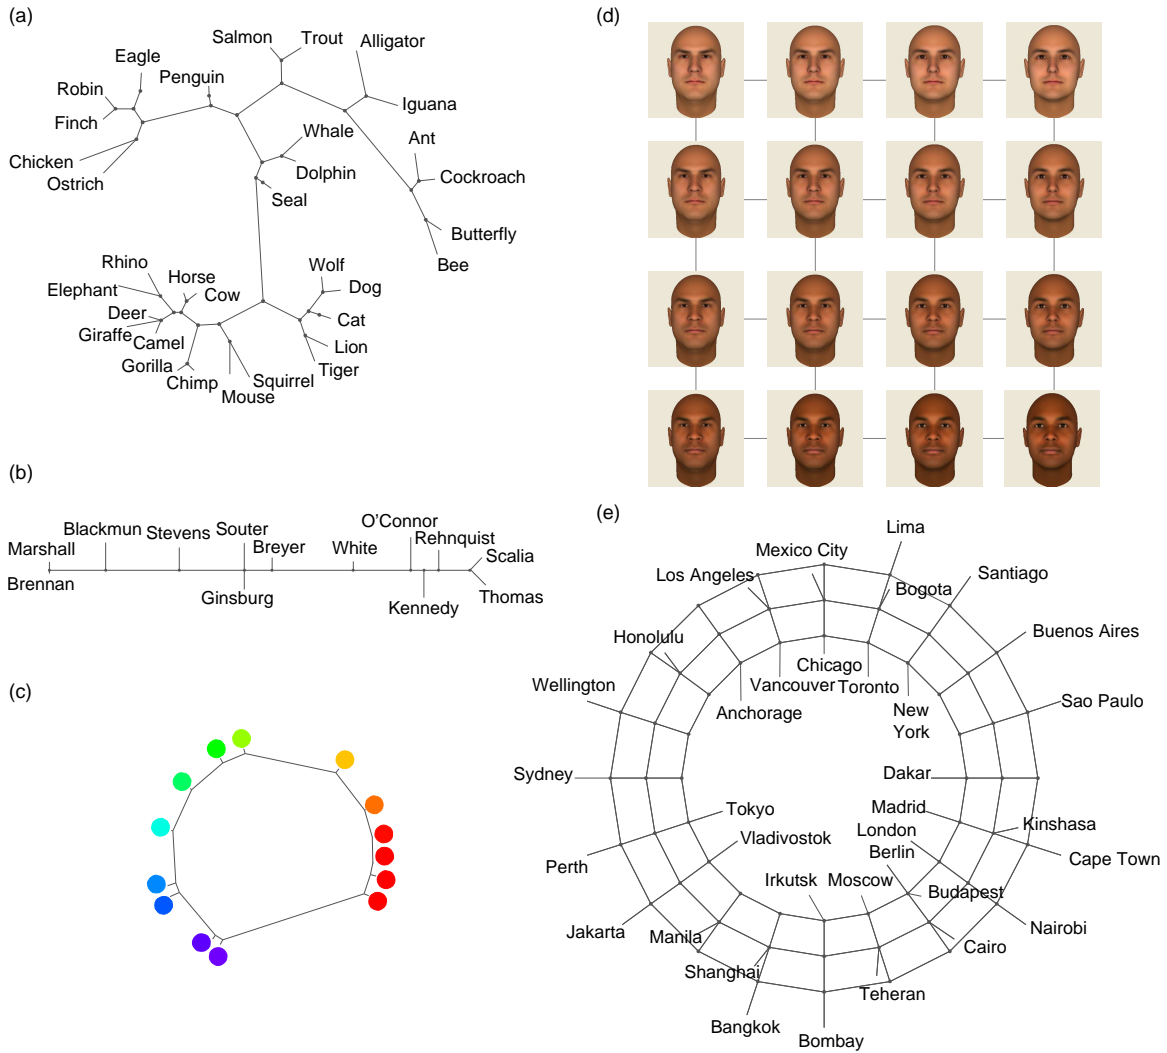 (a)
Salmon
Trout
Alligator
Eagle
Penguin
Robin
Iguana
Finch
Whale
Ant
Chicken
Dolphin
Cockroach
Ostrich
Seal
Butterfly
Bee
Rhino
Horse
Wolf
Elephant
Cow
Dog
Deer
Cat
Giraffe
Camel
Lion
Gorilla
Chimp
Squirrel
Tiger
Mouse
(b)
O'Connor
Blackmun
Stevens
Souter
Rehnquist
Marshall
Breyer
White
Scalia
Brennan
Ginsburg
Kennedy
Thomas
(c)
(d)
(e)
Lima
Mexico City
Los Angeles
Bogota
Santiago
Honolulu
Buenos Aires
Chicago
Wellington
Vancouver
Toronto
Anchorage
New
York
Sao Paulo
Sydney
Dakar
Tokyo
Madrid
Vladivostok
London
Kinshasa
Perth
Berlin
Cape Town
Irkutsk
Moscow
Budapest
Jakarta
Manila
Nairobi
Shanghai
Cairo
Teheran
Bangkok
Bombay